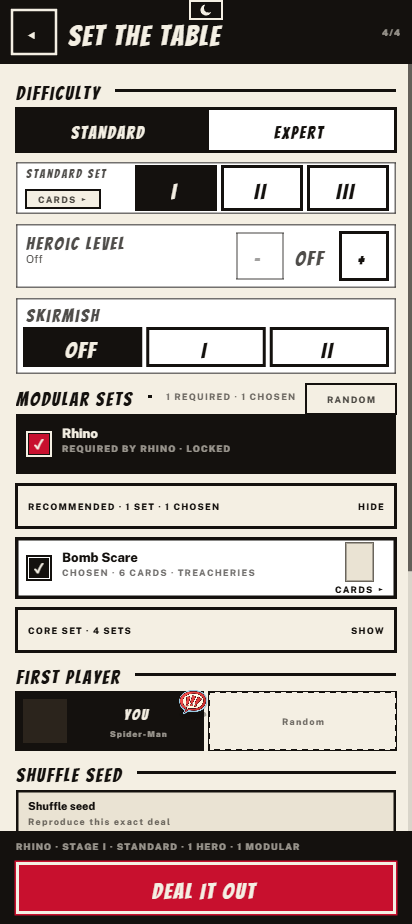 SET THE TABLE
4/4
DIFFICULTY
STANDARD
EXPERT
STANDARD SET
CARDS
I
II
III
HEROIC LEVEL
Off
-
OFF
+
SKIRMISH
OFF
I
II
MODULAR SETS
1 REQUIRED · 1 CHOSEN
RANDOM
Rhino
REQUIRED BY RHINO · LOCKED
RECOMMENDED · 1 SET · 1 CHOSEN
HIDE
Bomb Scare
CHOSEN · 6 CARDS · TREACHERIES
CARDS
CORE SET · 4 SETS
SHOW
FIRST PLAYER
YOU
Spider-Man
Random
SHUFFLE SEED
Shuffle seed
Reproduce this exact deal
RHINO · STAGE I · STANDARD · 1 HERO · 1 MODULAR
DEAL IT OUT